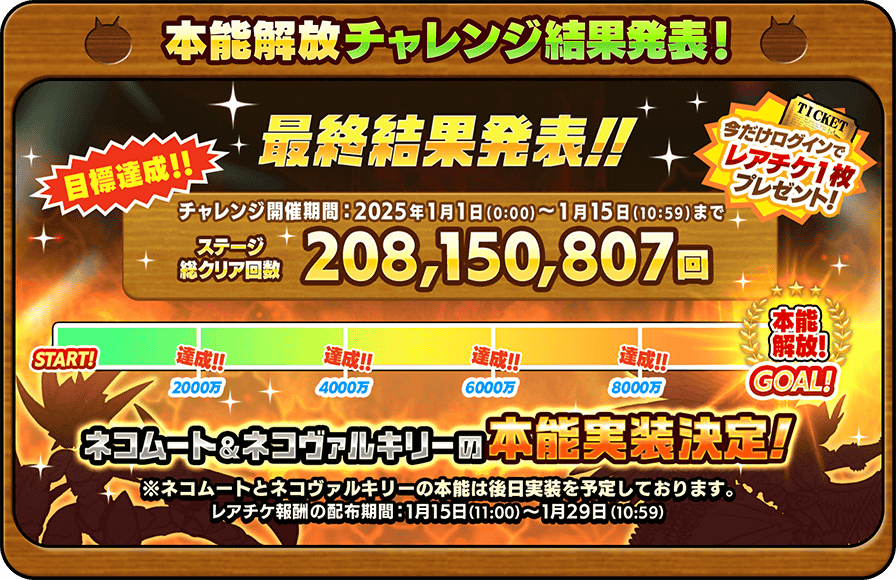 本能解放チャレンジ結果発表！
最終結果発表!!
目標達成!!
TICKET
今だけログインで
レアチケ1枚
プレゼント!
チャレンジ開催期間：2025年1月1日(0:00)～1月15日(10:59)まで
ステージ
総クリア回数
208,150,807回
START!
達成!!
2000万
達成!!
4000万
達成!!
6000万
達成!!
8000万
本能
解放!
GOAL!
ネコムート&ネコヴァルキリーの本能実装決定!
※ネコムートとネコヴァルキリーの本能は後日実装を予定しております。
レアチケ報酬の配布期間：1月15日(11:00)～1月29日(10:59)